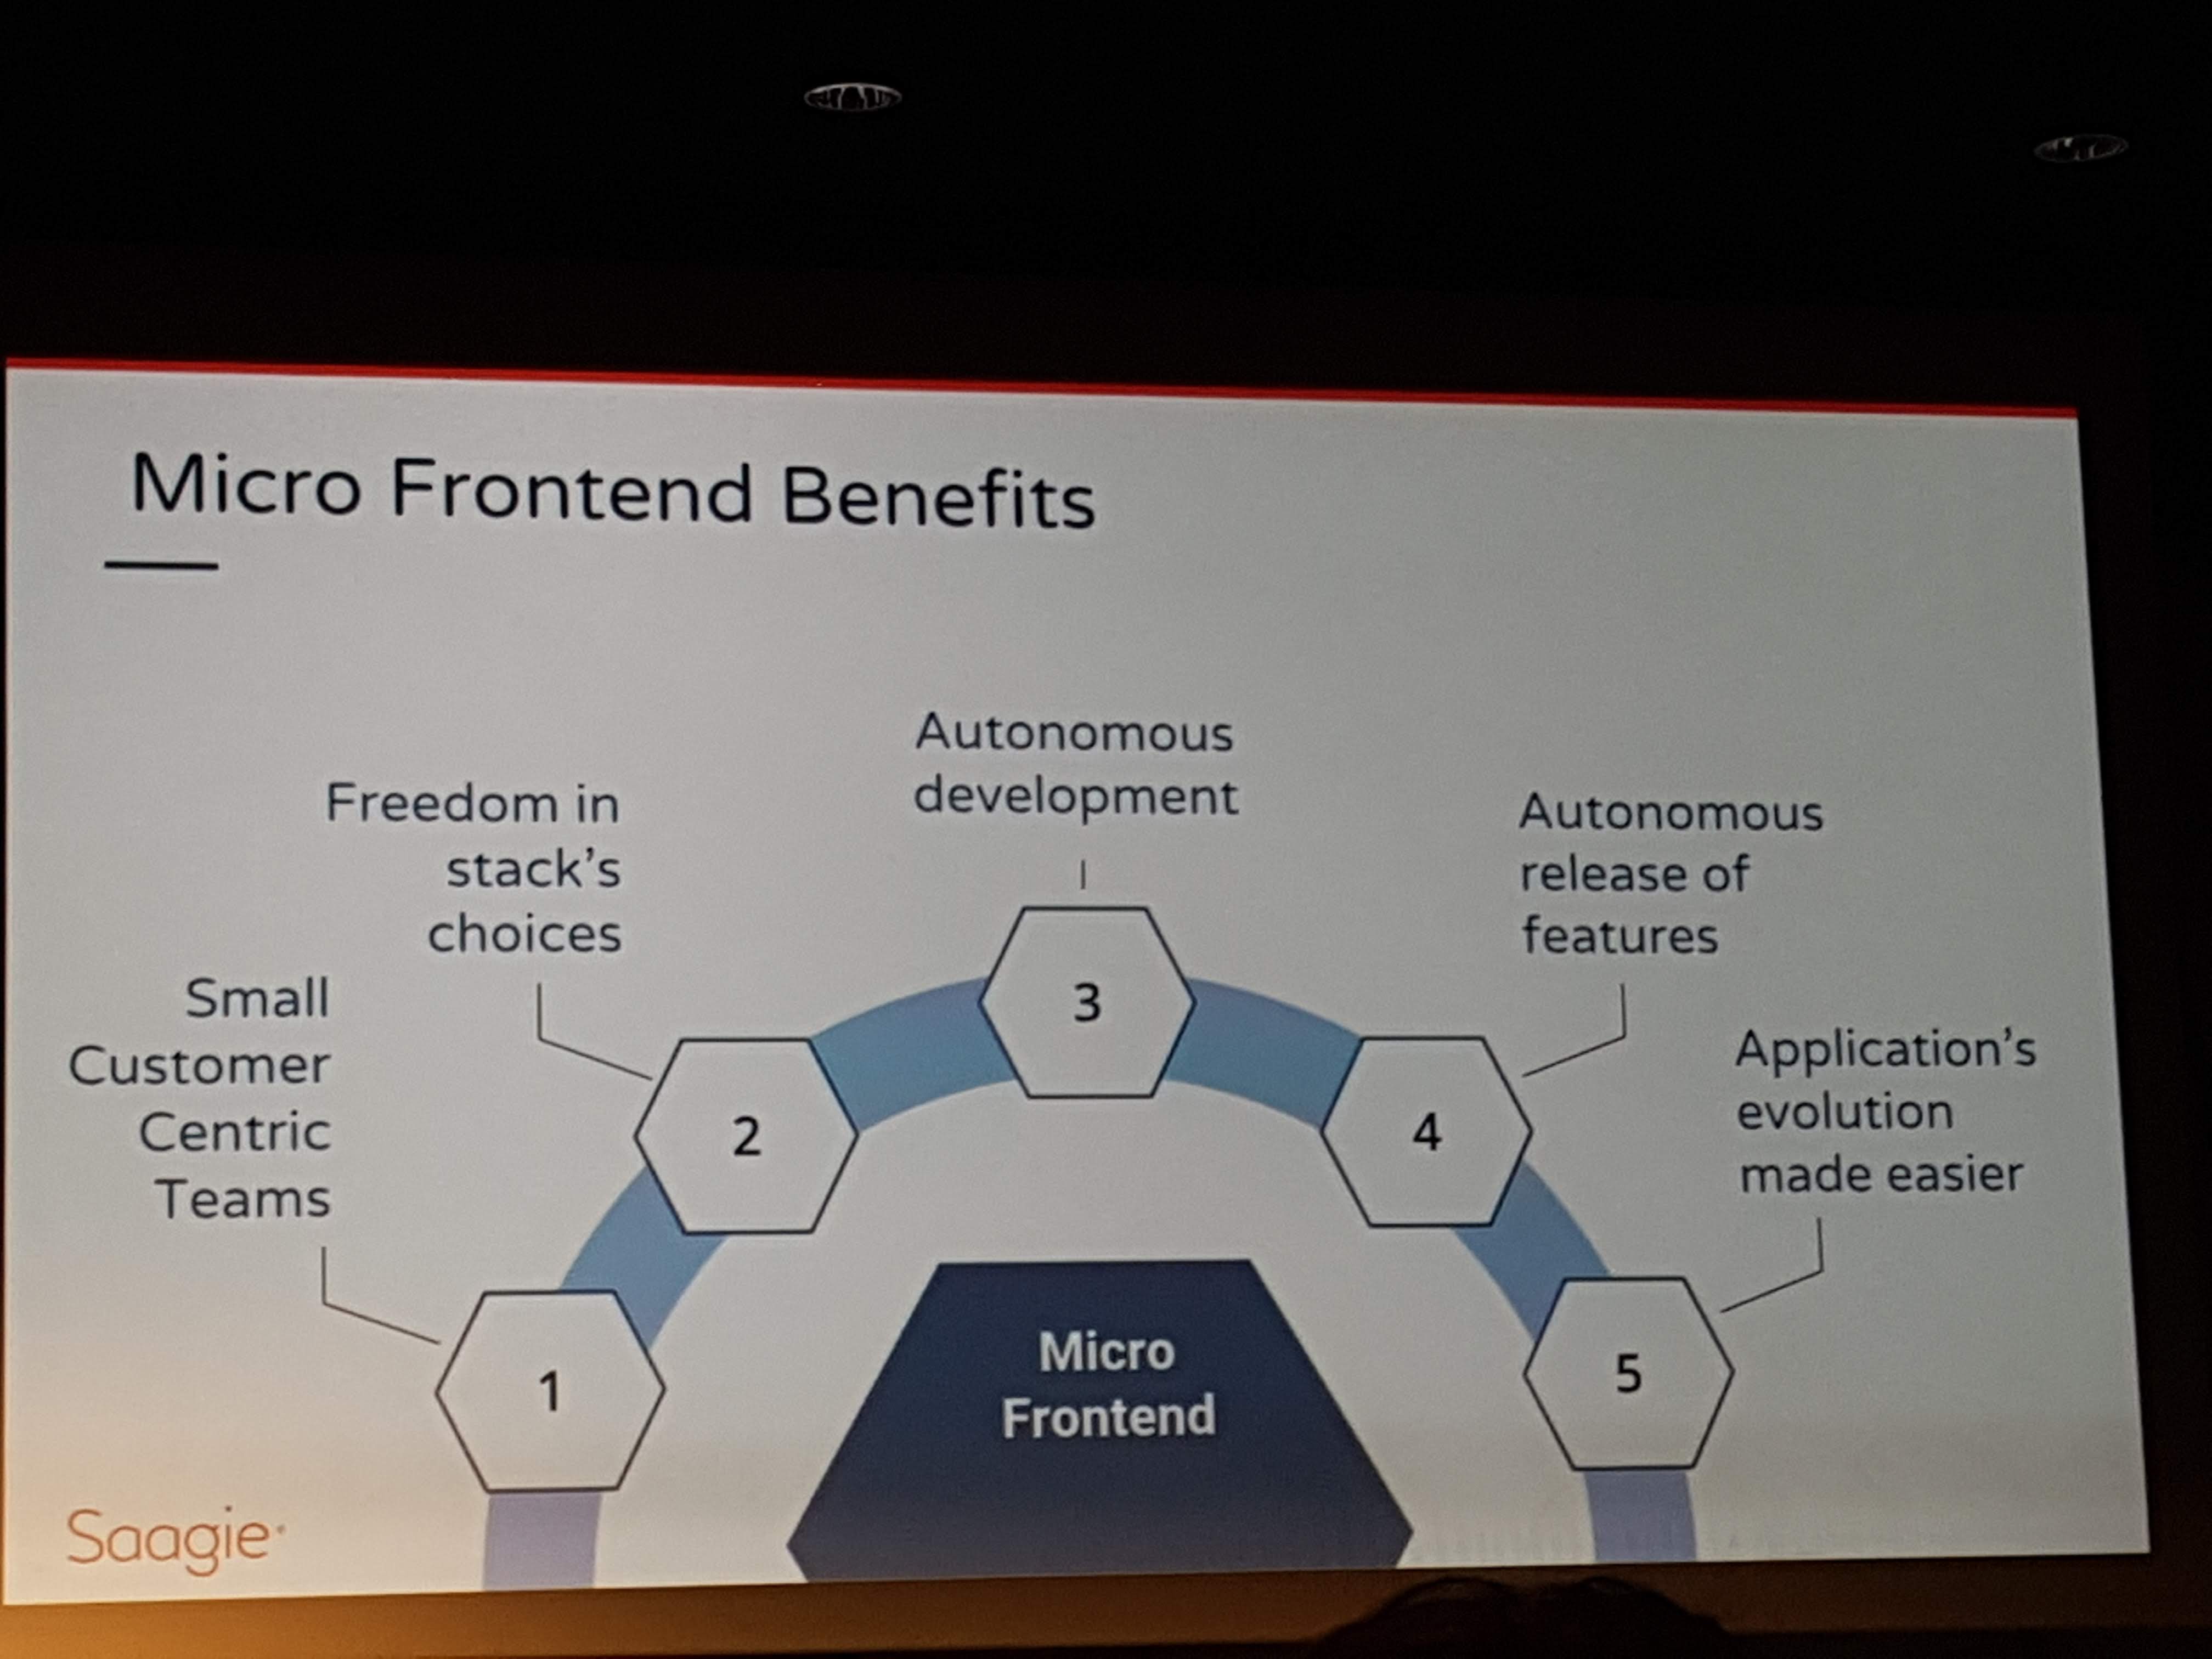 Micro Frontend Benefits
Small
Customer
Centric
Teams
1
Freedom in
stack's
choices
2
Autonomous
development
3
Autonomous
release of
features
4
Application's
evolution
made easier
5
Micro
Frontend
Saagie